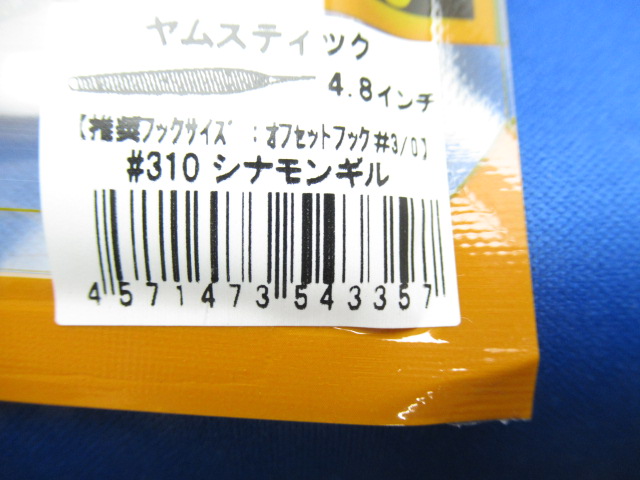 ヤムスティック
4.8インチ
【推奨フックサイズ:オフセットフック#3/0】
#310 シナモンギル
4571473543357